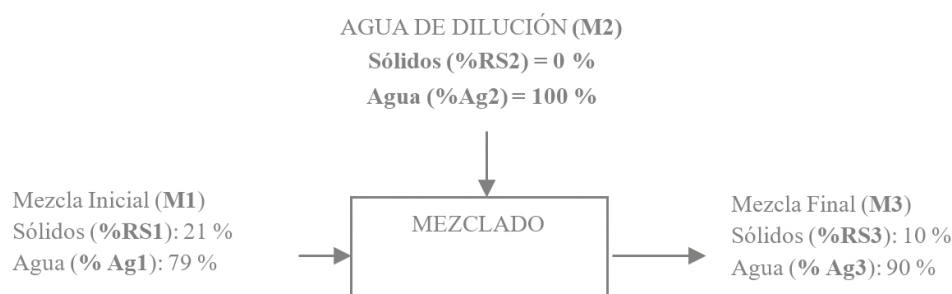 AGUA DE DILUCIÓN (M2)
Sólidos (%RS2) = 0 %
Agua (%Ag2) = 100 %
Mezcla Inicial (M1)
Sólidos (%RS1): 21 %
Agua (% Ag1): 79 %
MEZCLADO
Mezcla Final (M3)
Sólidos (%RS3): 10 %
Agua (% Ag3): 90 %